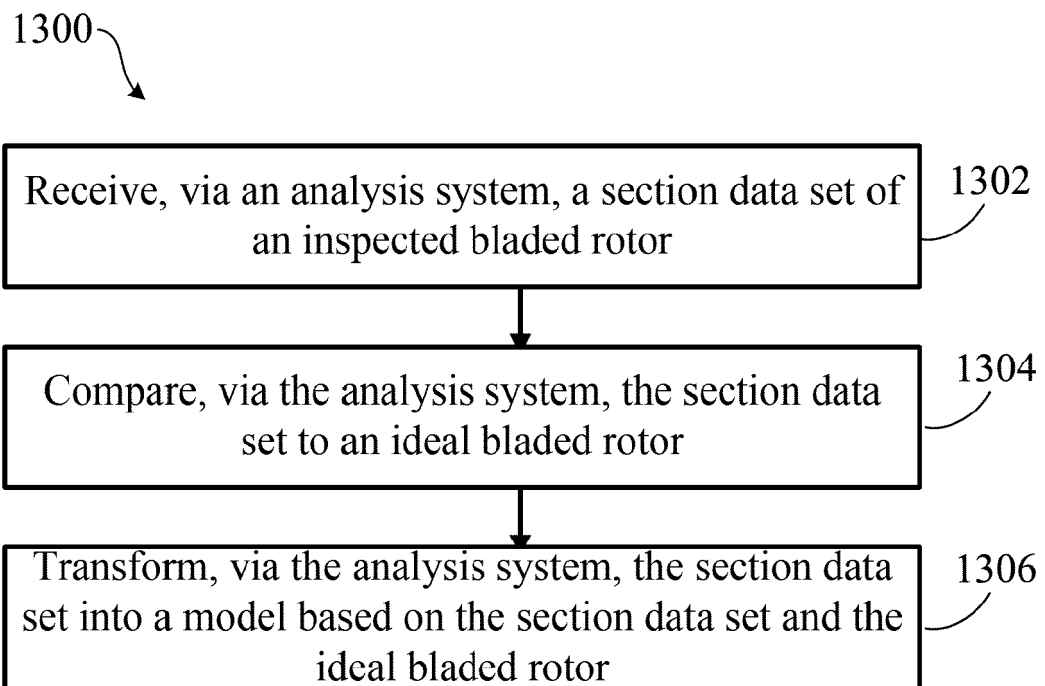 1300
Receive, via an analysis system, a section data set of
an inspected bladed rotor
1302
Compare, via the analysis system, the section data
set to an ideal bladed rotor
1304
Transform, via the analysis system, the section data
set into a model based on the section data set and the
ideal bladed rotor
1306